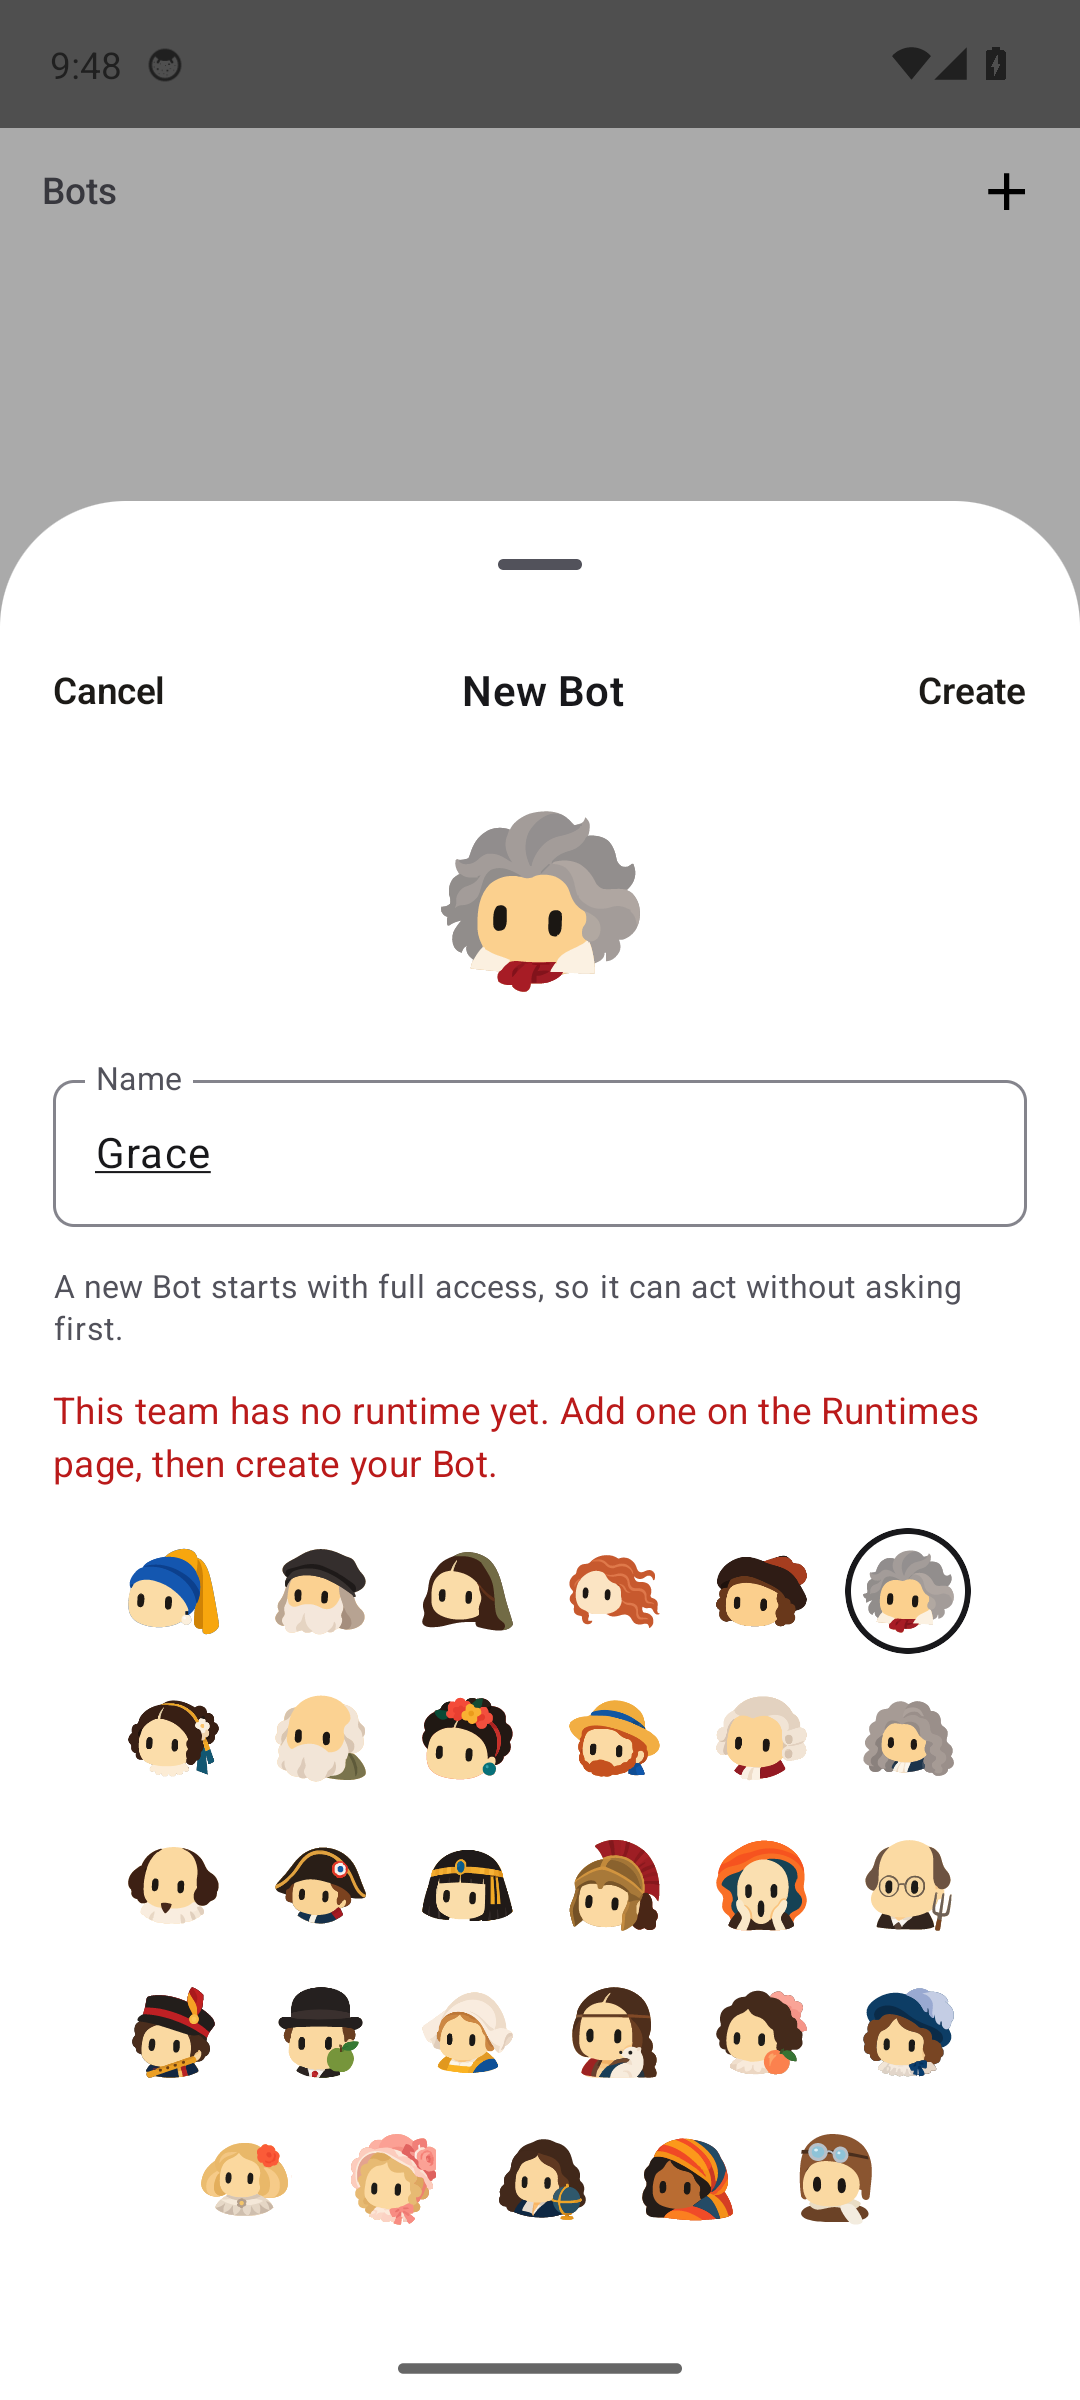 9:48
Bots
Cancel
New Bot
Create
Name
Grace
A new Bot starts with full access, so it can act without asking
first.
This team has no runtime yet. Add one on the Runtimes
page, then create your Bot.